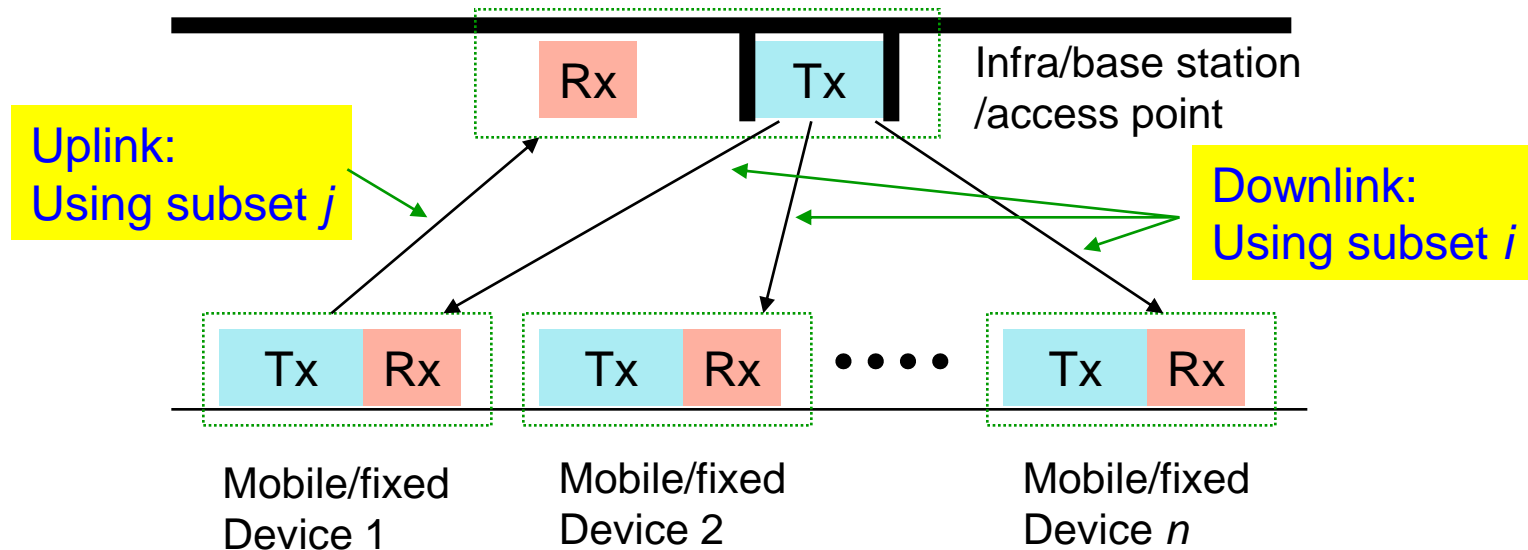 Rx
Tx
Infra/base station
/access point
Uplink:
Using subset j
Downlink:
Using subset i
Tx Rx
Tx Rx
Tx Rx
Mobile/fixed
Device 1
Mobile/fixed
Device 2
Mobile/fixed
Device n